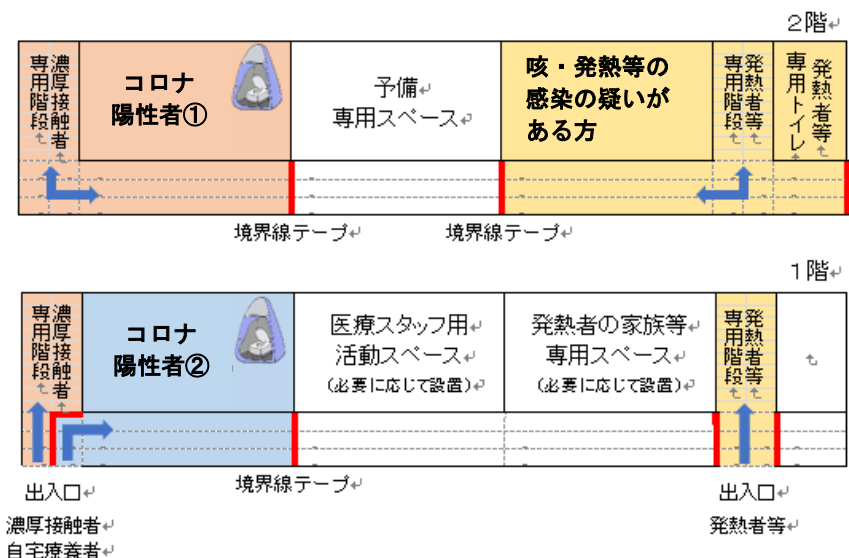 2階
濃厚接触者
専用階段
コロナ
陽性者①
予備
専用スペース
咳・発熱等の
感染の疑いが
ある方
発熱者等
専用階段
発熱者等
専用トイレ
境界線テープ
境界線テープ
1階
濃厚接触者
専用階段
コロナ
陽性者②
医療スタッフ用
活動スペース
(必要に応じて設置)
発熱者の家族等
専用スペース
(必要に応じて設置)
発熱者等
専用階段
出入口
濃厚接触者
自宅療養者
境界線テープ
出入口
発熱者等